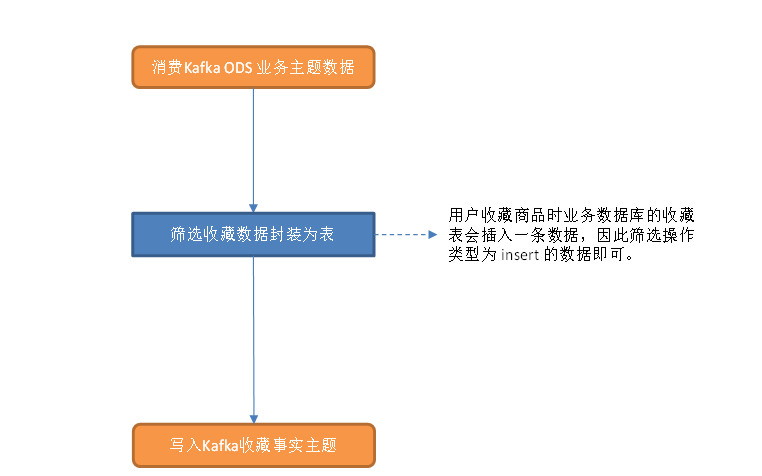 消费Kafka ODS 业务主题数据
筛选收藏数据封装为表
用户收藏商品时业务数据库的收藏
表会插入一条数据，因此筛选操作
类型为 insert 的数据即可。
写入Kafka收藏事实主题